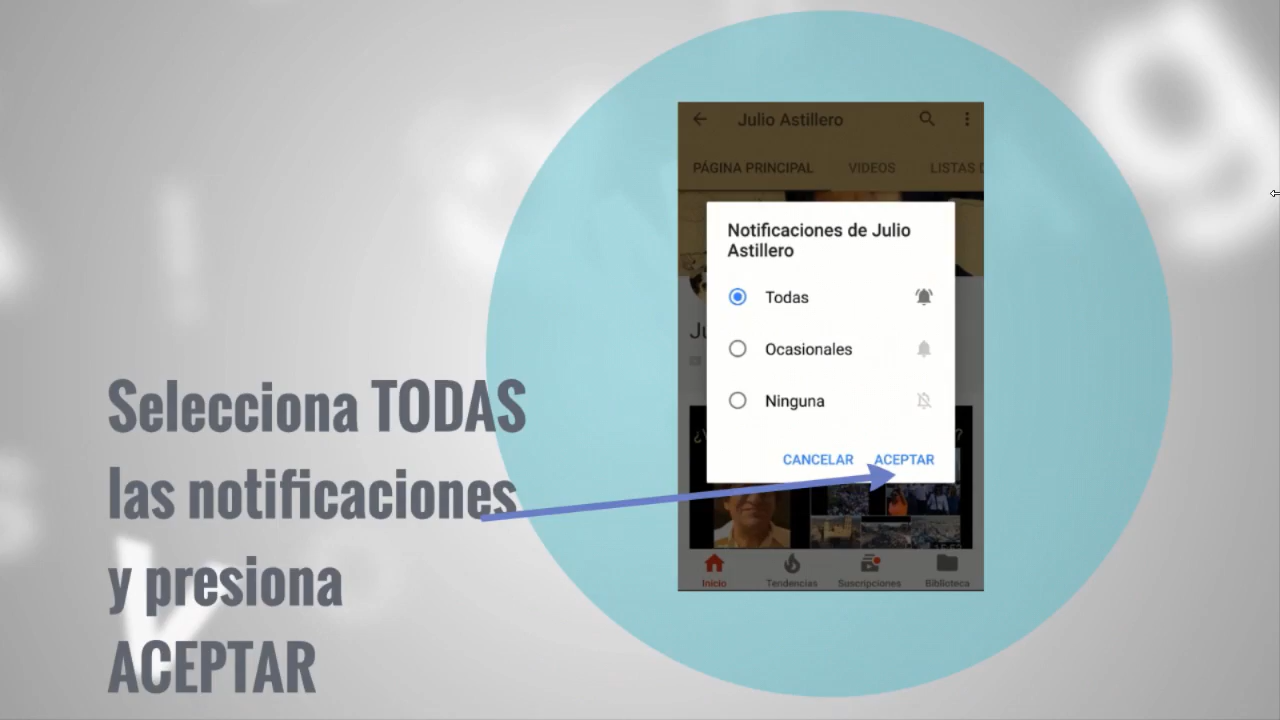 Julio Astillero
PÁGINA PRINCIPAL VIDEOS LISTAS D
Notificaciones de Julio
Astillero
Todas
Ocasionales
Ninguna
CANCELAR ACEPTAR
Inicio Tendencias Suscripciones Biblioteca
Selecciona TODAS
las notificaciones
y presiona
ACEPTAR